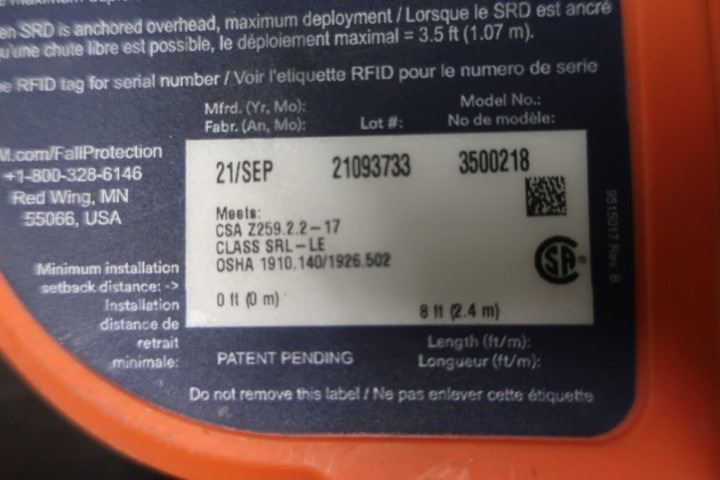 en SRD is anchored overhead, maximum deployment / Lorsque le SRD est ancré
u'une chute libre est possible, le déploiement maximal = 3.5 ft (1.07 m).
e RFID tag for serial number / Voir l'etiquette RFID pour le numero de serie
Mfrd. (Yr, Mo):
Fabr. (An, Mo):
Lot #:
Model No.:
No de modèle:
M.com/FallProtection
+1-800-328-6146
Red Wing, MN
55066, USA
21/SEP 21093733 3500218
Meets:
CSA Z259.2.2-17
CLASS SRL-LE
OSHA 1910.140/1926.502
SA ®
9515017 Rev B
Minimum installation
setback distance: ->
Installation
distance de
retrait
minimale:
0 ft (0 m)
8 ft (2.4 m)
PATENT PENDING
Length (ft/m):
Longueur (ft/m):
Do not remove this label / Ne pas enlever cette étiquette